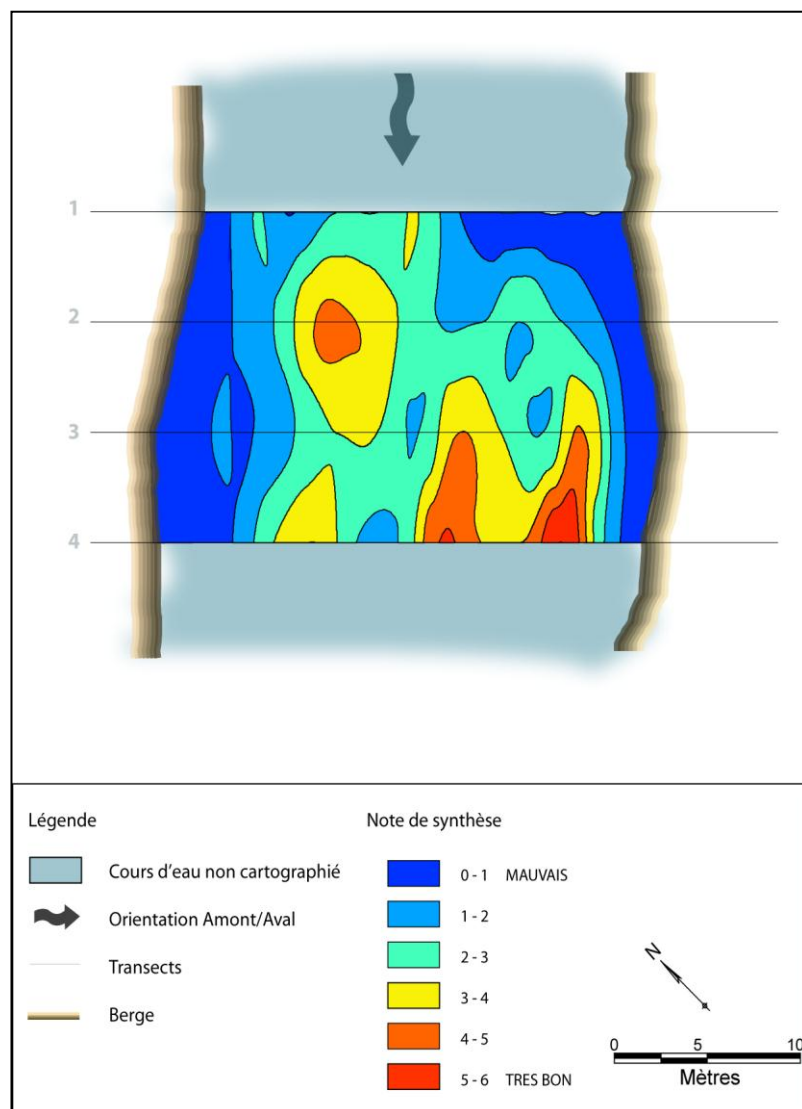 1
2
3
4
Légende
Cours d'eau non cartographié
Orientation Amont/Aval
Transects
Berge
Note de synthèse
0 - 1 MAUVAIS
1 - 2
2 - 3
3 - 4
4 - 5
5 - 6 TRES BON
N
0 5 10
Mètres